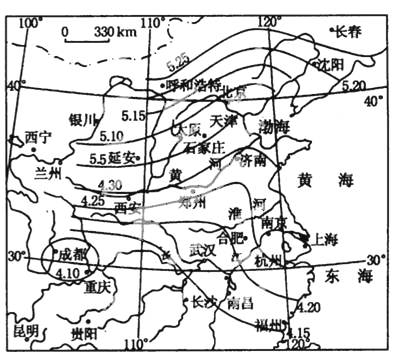 100° 110° 120°
0 330 km
长春
5.25
沈阳
呼和浩特
北京
5.20
40°
40°
5.15
银川
天津
渤海
5.10
太原
石家庄
西宁
5.5 延安
济南
兰州
黄 河
黄 海
4.30
4.25
西安
郑州
淮 河
南京
合肥
上海
30°
成都
武汉
杭州
30°
4.10
长 江
东 海
重庆
长沙
南昌
4.20
昆明
贵阳
福州
4.15
110°
120°